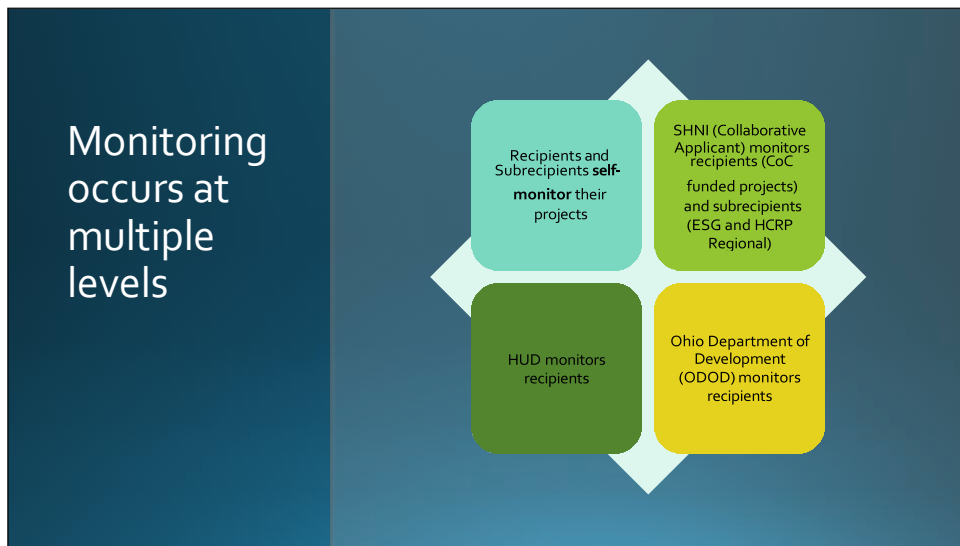 Monitoring
occurs at
multiple
levels
Recipients and
Subrecipients self-
monitor their
projects
SHNI (Collaborative
Applicant) monitors
recipients (CoC
funded projects)
and subrecipients
(ESG and HCRP
Regional)
HUD monitors
recipients
Ohio Department of
Development
(ODOD) monitors
recipients